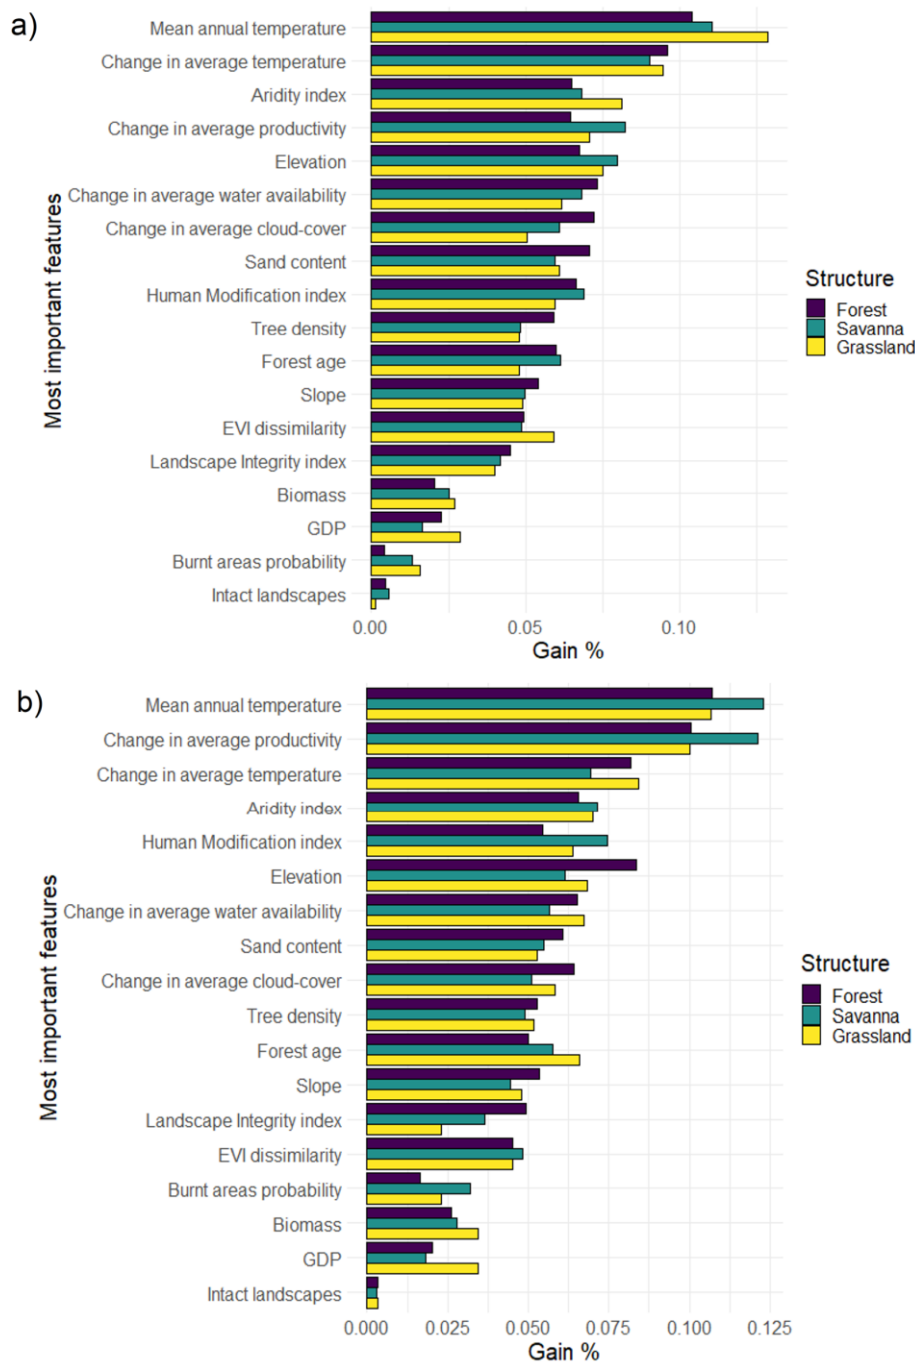 a)
Most important features
Mean annual temperature
Change in average temperature
Aridity index
Change in average productivity
Elevation
Change in average water availability
Change in average cloud-cover
Sand content
Human Modification index
Tree density
Forest age
Slope
EVI dissimilarity
Landscape Integrity index
Biomass
GDP
Burnt areas probability
Intact landscapes
0.00 0.05 0.10
Gain %
Structure
Forest
Savanna
Grassland
b)
Most important features
Mean annual temperature
Change in average productivity
Change in average temperature
Aridity index
Human Modification index
Elevation
Change in average water availability
Sand content
Change in average cloud-cover
Tree density
Forest age
Slope
Landscape Integrity index
EVI dissimilarity
Burnt areas probability
Biomass
GDP
Intact landscapes
0.000 0.025 0.050 0.075 0.100 0.125
Gain %
Structure
Forest
Savanna
Grassland